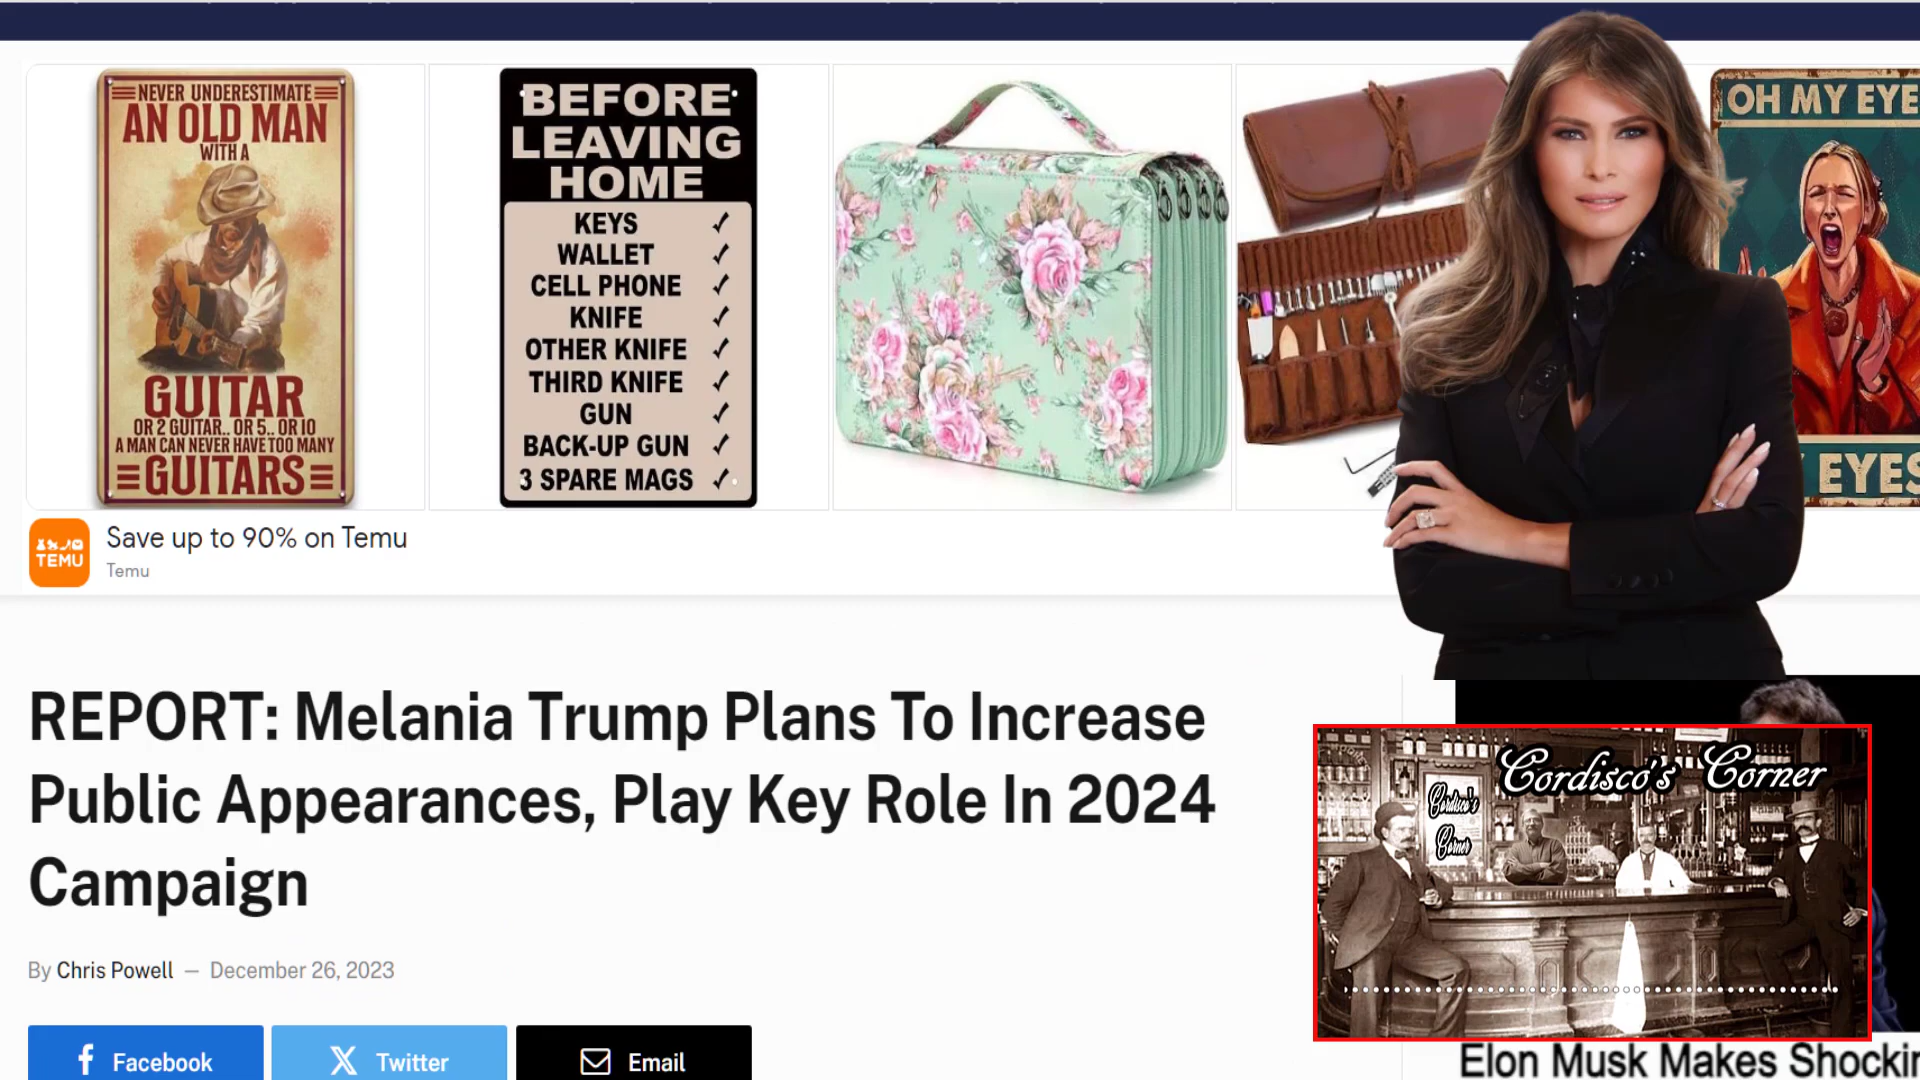 NEVER UNDERESTIMATE
AN OLD MAN
WITH A
GUITAR
OR 2 GUITAR.. OR 5.. OR 10
A MAN CAN NEVER HAVE TOO MANY
GUITARS
BEFORE
LEAVING
HOME
KEYS ✓
WALLET ✓
CELL PHONE ✓
KNIFE ✓
OTHER KNIFE ✓
THIRD KNIFE ✓
GUN ✓
BACK-UP GUN ✓
3 SPARE MAGS ✓
OH MY EYE
EYES
TEMU
Save up to 90% on Temu
Temu
REPORT: Melania Trump Plans To Increase
Public Appearances, Play Key Role In 2024
Campaign
By Chris Powell — December 26, 2023
Facebook
Twitter
Email
Cordisco's Corner
Cordisco's
Corner
Elon Musk Makes Shockin